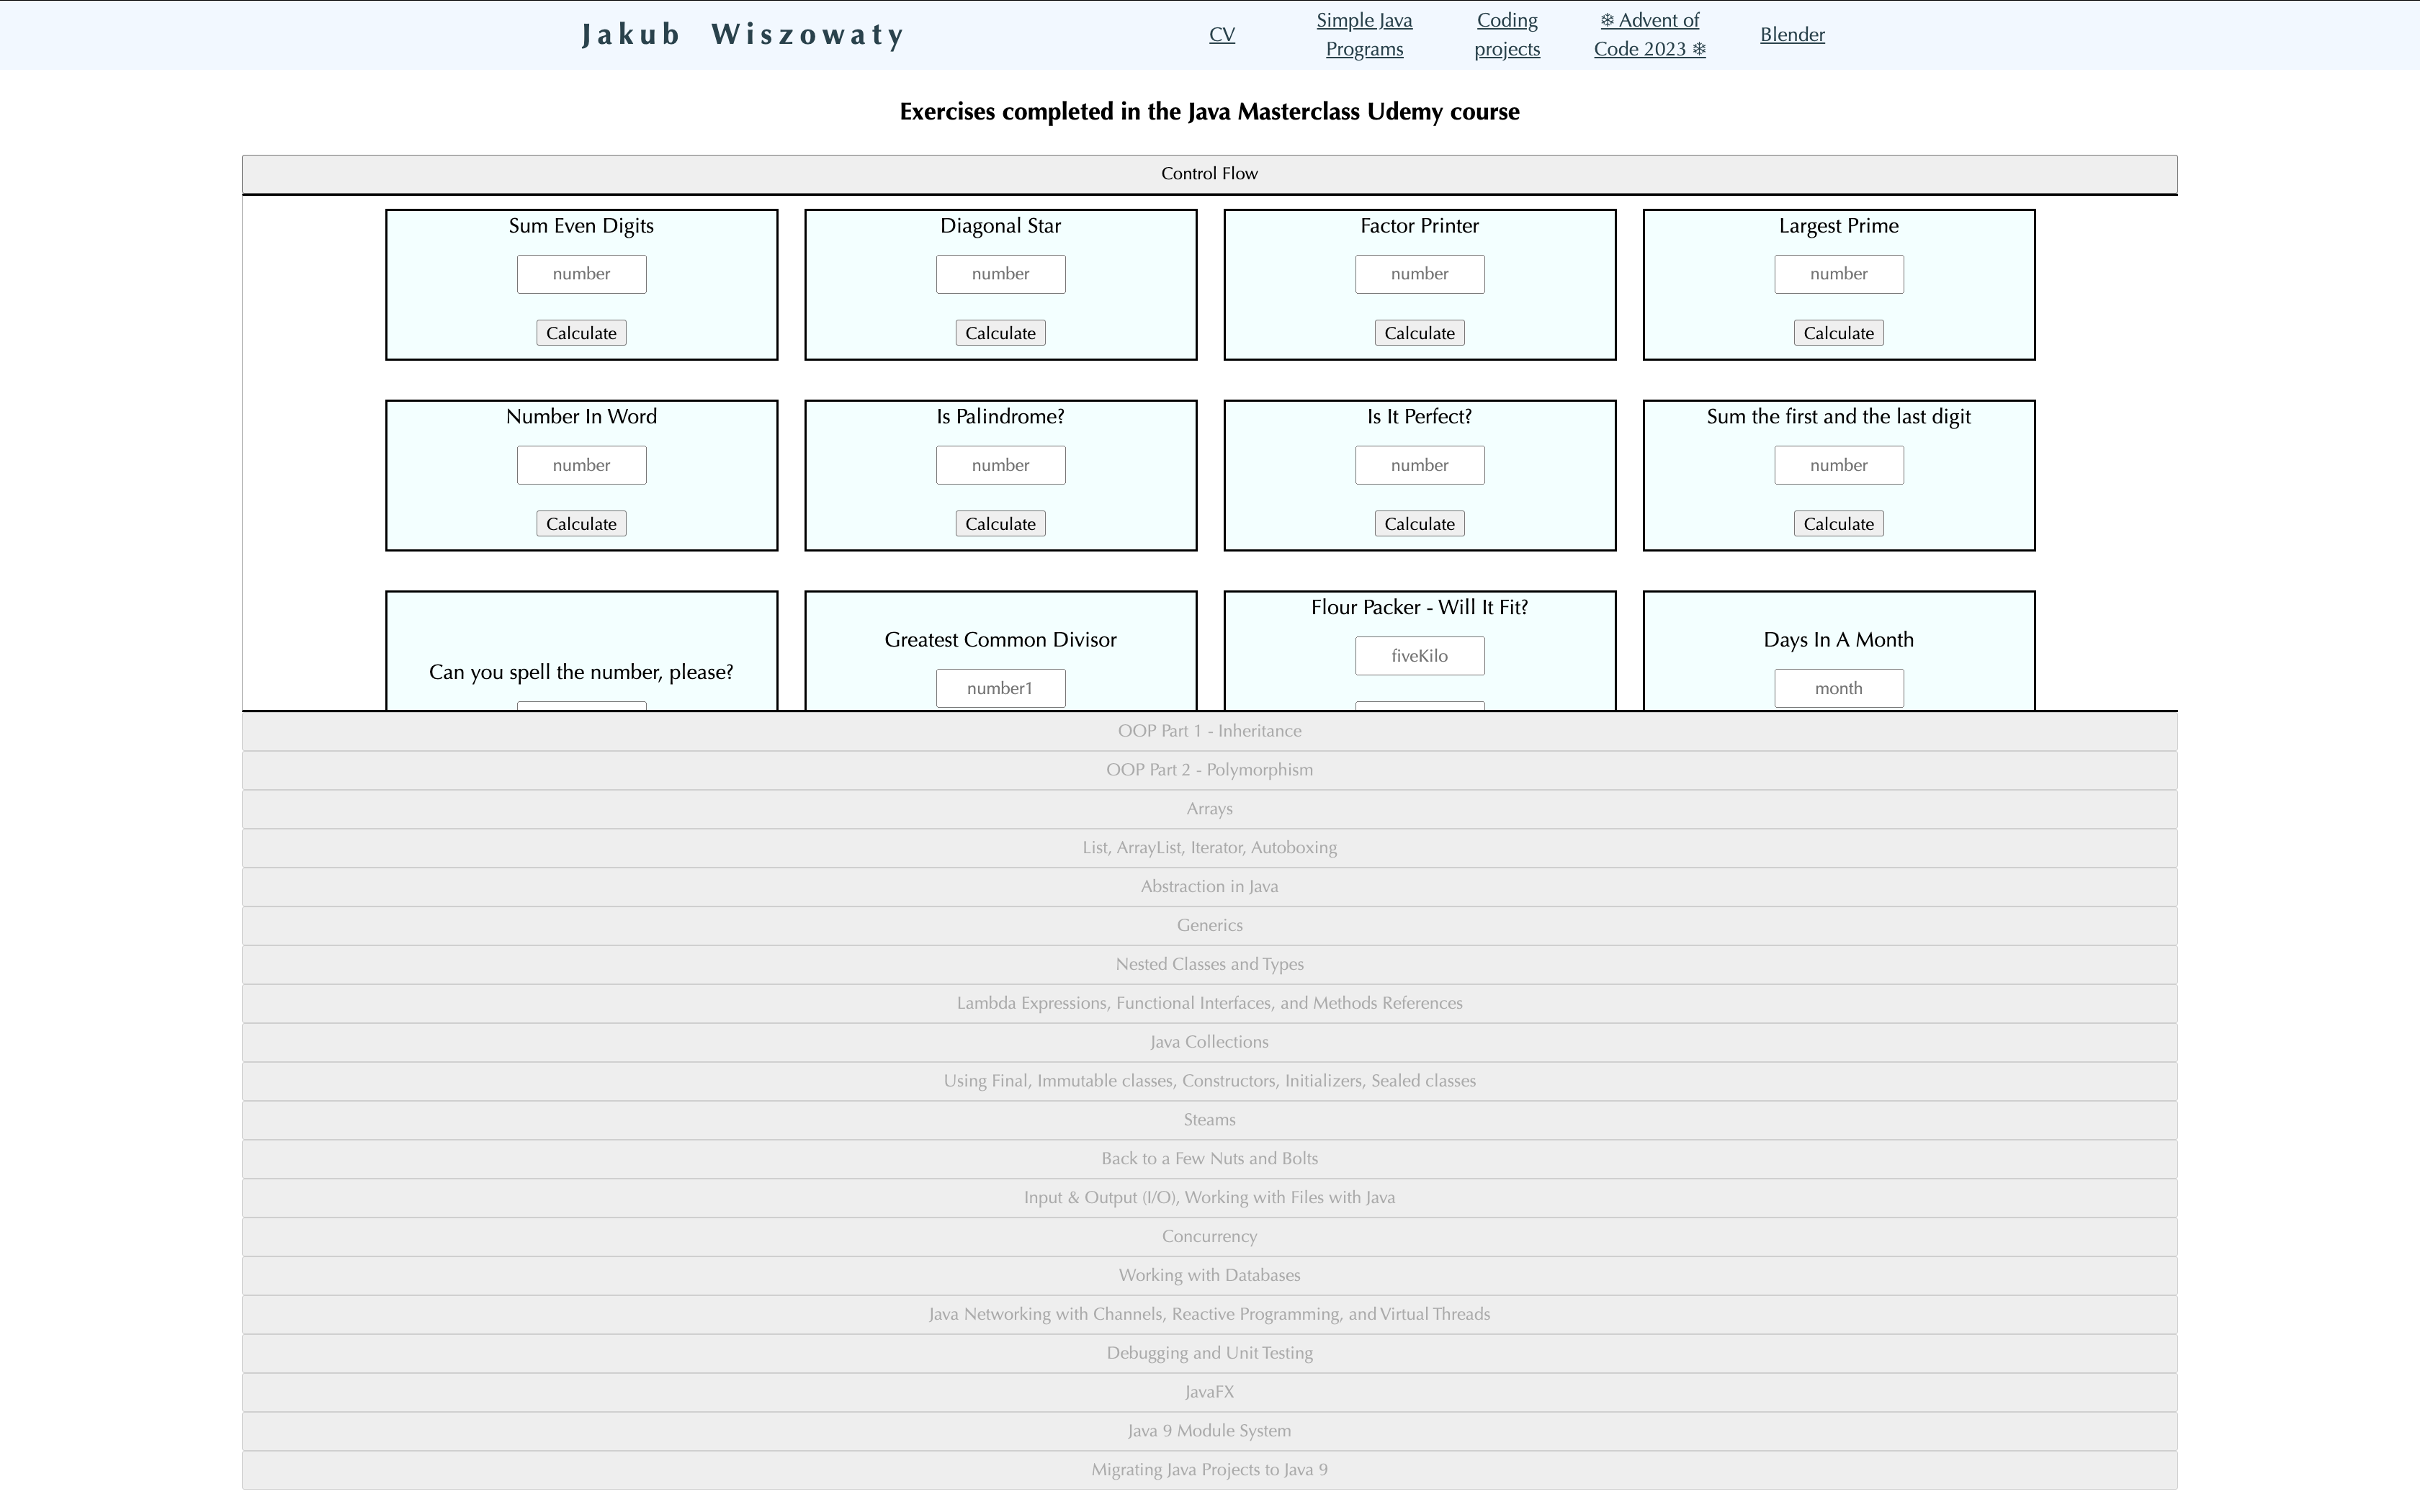 Jakub Wiszowaty
CV
Simple Java
Programs
Coding
projects
❄ Advent of
Code 2023 ❄
Blender
Exercises completed in the Java Masterclass Udemy course
Control Flow
Sum Even Digits
number
Calculate
Diagonal Star
number
Calculate
Factor Printer
number
Calculate
Largest Prime
number
Calculate
Number In Word
number
Calculate
Is Palindrome?
number
Calculate
Is It Perfect?
number
Calculate
Sum the first and the last digit
number
Calculate
Can you spell the number, please?
Greatest Common Divisor
number1
Flour Packer - Will It Fit?
fiveKilo
Days In A Month
month
OOP Part 1 - Inheritance
OOP Part 2 - Polymorphism
Arrays
List, ArrayList, Iterator, Autoboxing
Abstraction in Java
Generics
Nested Classes and Types
Lambda Expressions, Functional Interfaces, and Methods References
Java Collections
Using Final, Immutable classes, Constructors, Initializers, Sealed classes
Steams
Back to a Few Nuts and Bolts
Input & Output (I/O), Working with Files with Java
Concurrency
Working with Databases
Java Networking with Channels, Reactive Programming, and Virtual Threads
Debugging and Unit Testing
JavaFX
Java 9 Module System
Migrating Java Projects to Java 9